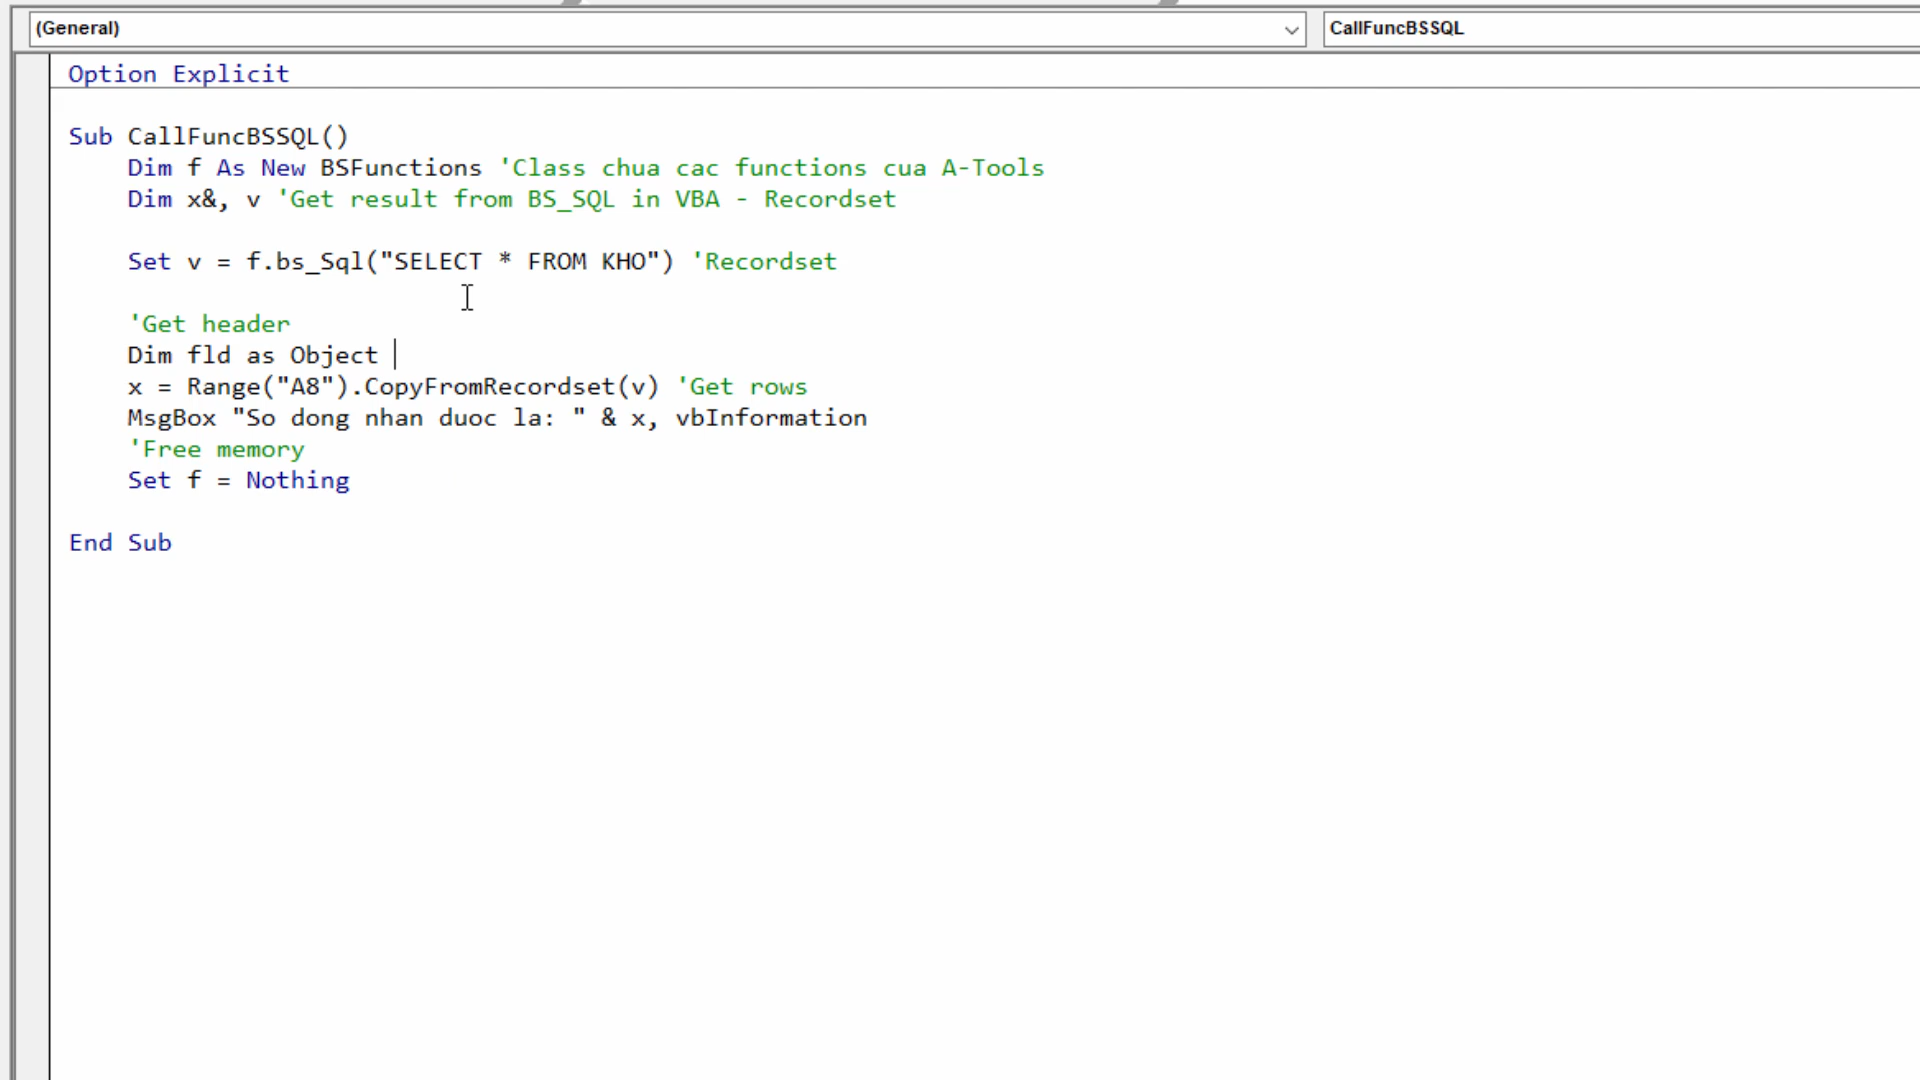 (General)
CallFuncBSSQL
Option Explicit
Sub CallFuncBSSQL()
Dim f As New BSFunctions 'Class chua cac functions cua A-Tools
Dim x&, v 'Get result from BS_SQL in VBA - Recordset
Set v = f.bs_Sql("SELECT * FROM KHO") 'Recordset
'Get header
Dim fld as Object
x = Range("A8").CopyFromRecordset(v) 'Get rows
MsgBox "So dong nhan duoc la: " & x, vbInformation
'Free memory
Set f = Nothing
End Sub